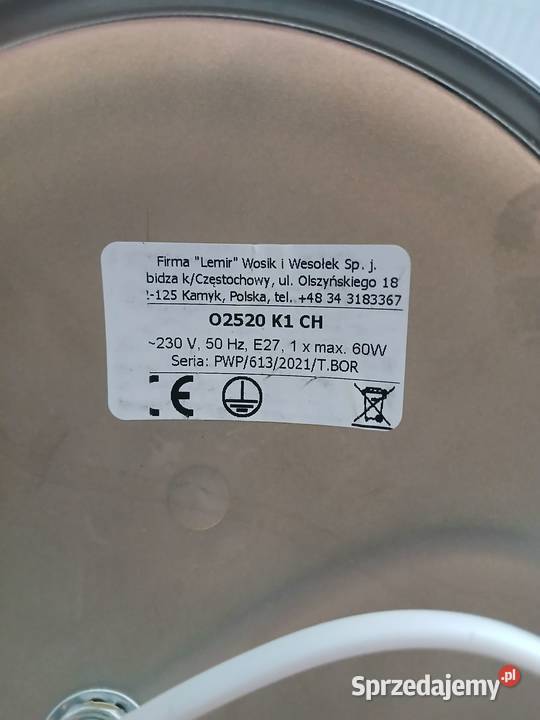 Firma "Lemir" Wosik i Wesołek Sp. j.
bidza k/Częstochowy, ul. Olszyńskiego 18
-125 Kamyk, Polska, tel. +48 34 3183367
O2520 K1 CH
~230 V, 50 Hz, E27, 1 x max. 60W
Seria: PWP/613/2021/T.BOR
CE
Sprzedajemy.pl